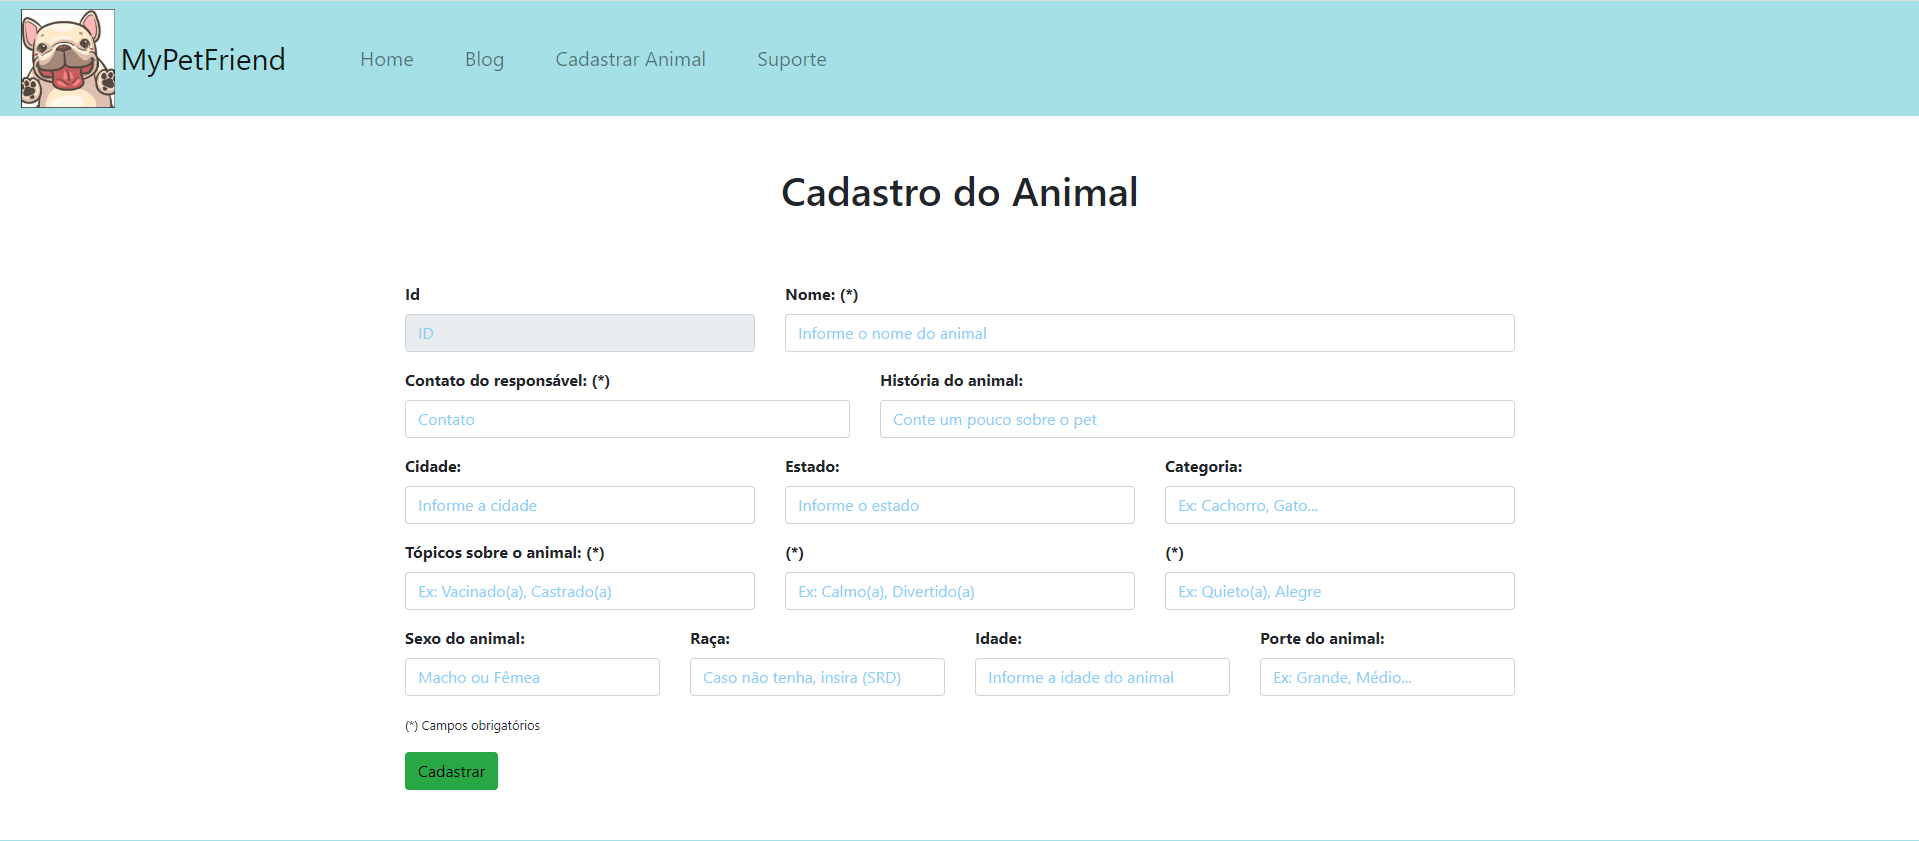 MyPetFriend Home Blog Cadastrar Animal Suporte
Cadastro do Animal
Id Nome: (*)
ID Informe o nome do animal
Contato do responsável: (*) História do animal:
Contato Conte um pouco sobre o pet
Cidade: Estado: Categoria:
Informe a cidade Informe o estado Ex: Cachorro, Gato...
Tópicos sobre o animal: (*) (*) (*)
Ex: Vacinado(a), Castrado(a) Ex: Calmo(a), Divertido(a) Ex: Quieto(a), Alegre
Sexo do animal: Raça: Idade: Porte do animal:
Macho ou Fêmea Caso não tenha, insira (SRD) Informe a idade do animal Ex: Grande, Médio...
(*) Campos obrigatórios
Cadastrar